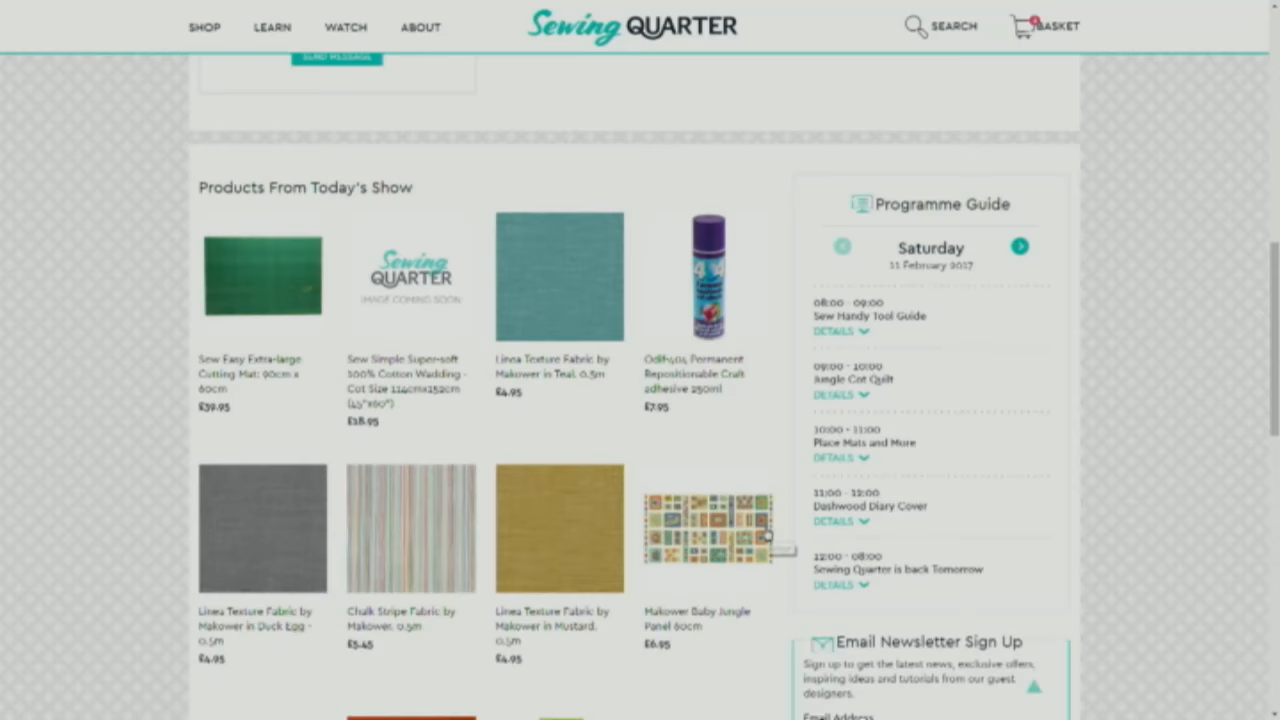 SHOP LEARN WATCH ABOUT Sewing QUARTER SEARCH BASKET
SEND MESSAGE
Products From Today's Show
Sewing
QUARTER
IMAGE COMING SOON
Sew Easy Extra-large
Cutting Mat: 90cm x
60cm
£39.95
Sew Simple Super-soft
100% Cotton Wadding -
Cot Size 114cmx152cm
(45"x60")
£18.95
Linea Texture Fabric by
Makower in Teal. 0.5m
£4.95
Odif 404 Permanent
Repositionable Craft
adhesive 250ml
£7.95
Linea Texture Fabric by
Makower in Duck Egg -
0.5m
£4.95
Chalk Stripe Fabric by
Makower. 0.5m
£5.45
Linea Texture Fabric by
Makower in Mustard.
0.5m
£4.95
Makower Baby Jungle
Panel 60cm
£6.95
Programme Guide
Saturday
11 February 2017
08:00 - 09:00
Sew Handy Tool Guide
DETAILS
09:00 - 10:00
Jungle Cot Quilt
DETAILS
10:00 - 11:00
Place Mats and More
DETAILS
11:00 - 12:00
Dashwood Diary Cover
DETAILS
12:00 - 08:00
Sewing Quarter is back Tomorrow
DETAILS
Email Newsletter Sign Up
Sign up to get the latest news, exclusive offers,
inspiring ideas and tutorials from our guest
designers.
Email Address